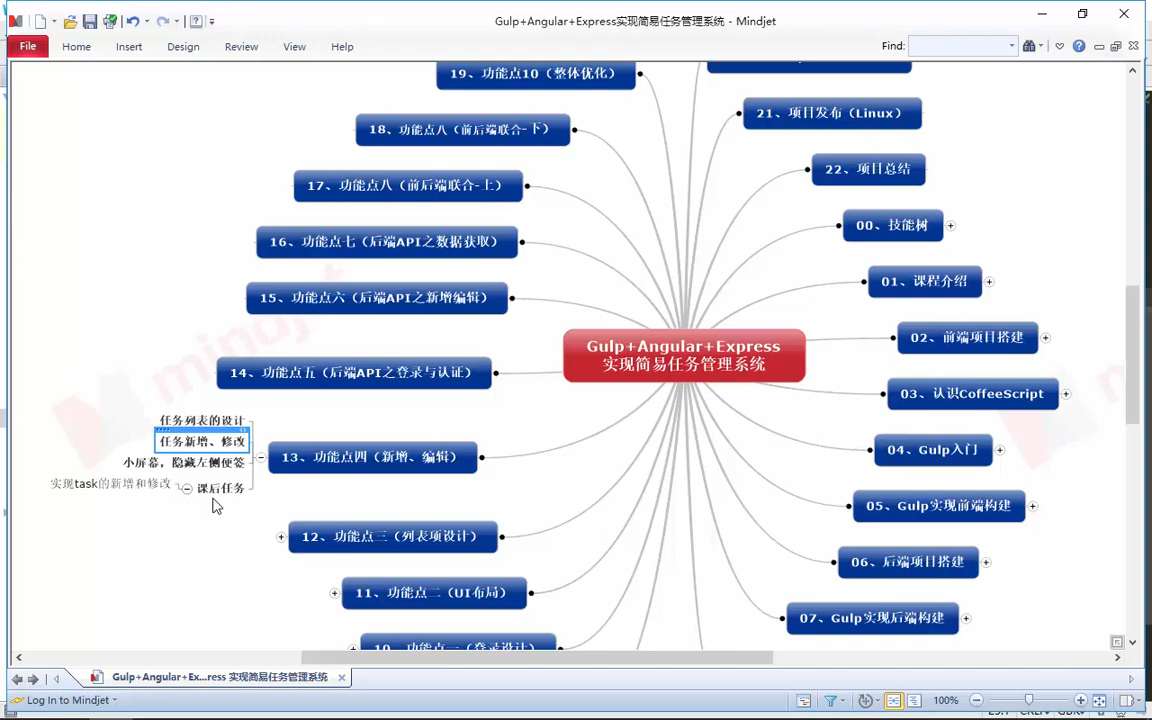 Gulp+Angular+Express实现简易任务管理系统 - Mindjet
File Home Insert Design Review View Help Find:
19、功能点10（整体优化）
18、功能点八（前后端联合-下）
17、功能点八（前后端联合-上）
16、功能点七（后端API之数据获取）
15、功能点六（后端API之新增编辑）
14、功能点五（后端API之登录与认证）
任务列表的设计
任务新增、修改
小屏幕，隐藏左侧便签
课后任务
实现task的新增和修改
13、功能点四（新增、编辑）
12、功能点三（列表项设计）
11、功能点二（UI布局）
10、功能点一（登录设计）
Gulp+Angular+Express
实现简易任务管理系统
21、项目发布（Linux）
22、项目总结
00、技能树
01、课程介绍
02、前端项目搭建
03、认识CoffeeScript
04、Gulp入门
05、Gulp实现前端构建
06、后端项目搭建
07、Gulp实现后端构建
mindjet
Gulp+Angular+Ex...ress 实现简易任务管理系统
Log In to Mindjet
100%